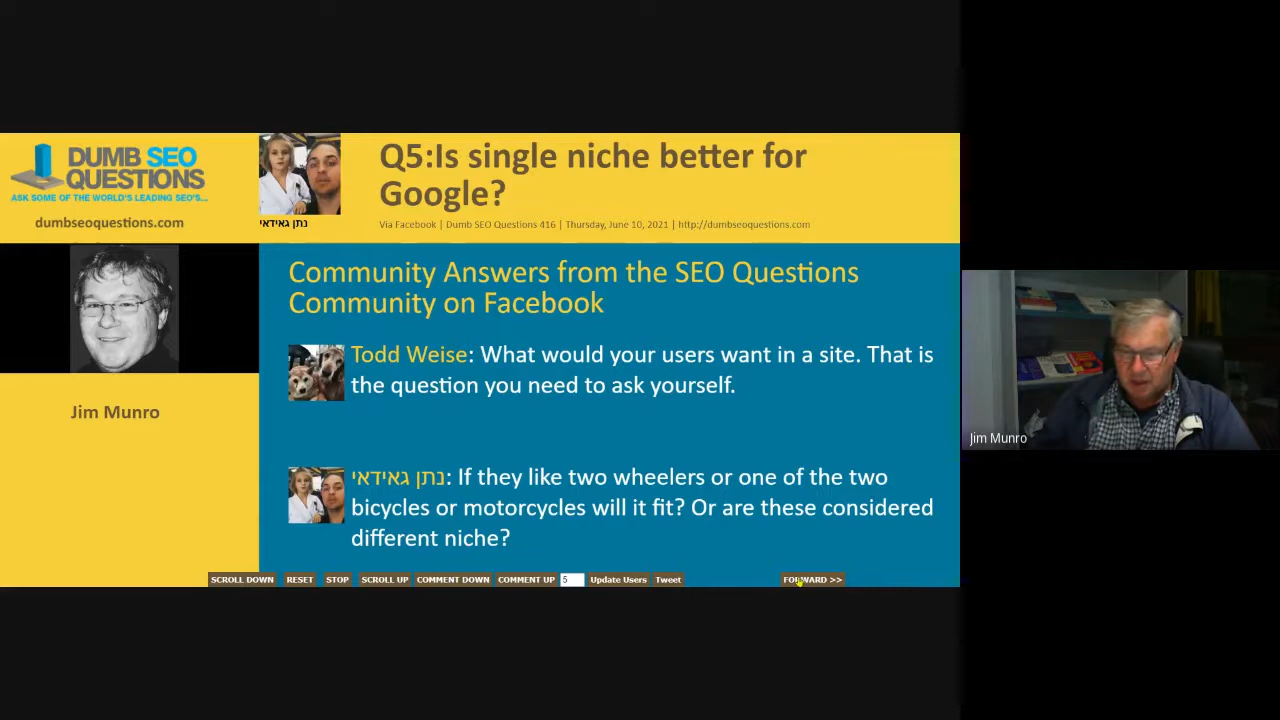 DUMB SEO
QUESTIONS
ASK SOME OF THE WORLD'S LEADING SEO'S...
dumbseoquestions.com
נתן גאידאי
Q5:Is single niche better for
Google?
Via Facebook | Dumb SEO Questions 416 | Thursday, June 10, 2021 | http://dumbseoquestions.com
Jim Munro
Community Answers from the SEO Questions
Community on Facebook
Todd Weise: What would your users want in a site. That is
the question you need to ask yourself.
נתן גאידאי: If they like two wheelers or one of the two
bicycles or motorcycles will it fit? Or are these considered
different niche?
SCROLL DOWN RESET STOP SCROLL UP COMMENT DOWN COMMENT UP 5 Update Users Tweet FORWARD >>
Jim Munro